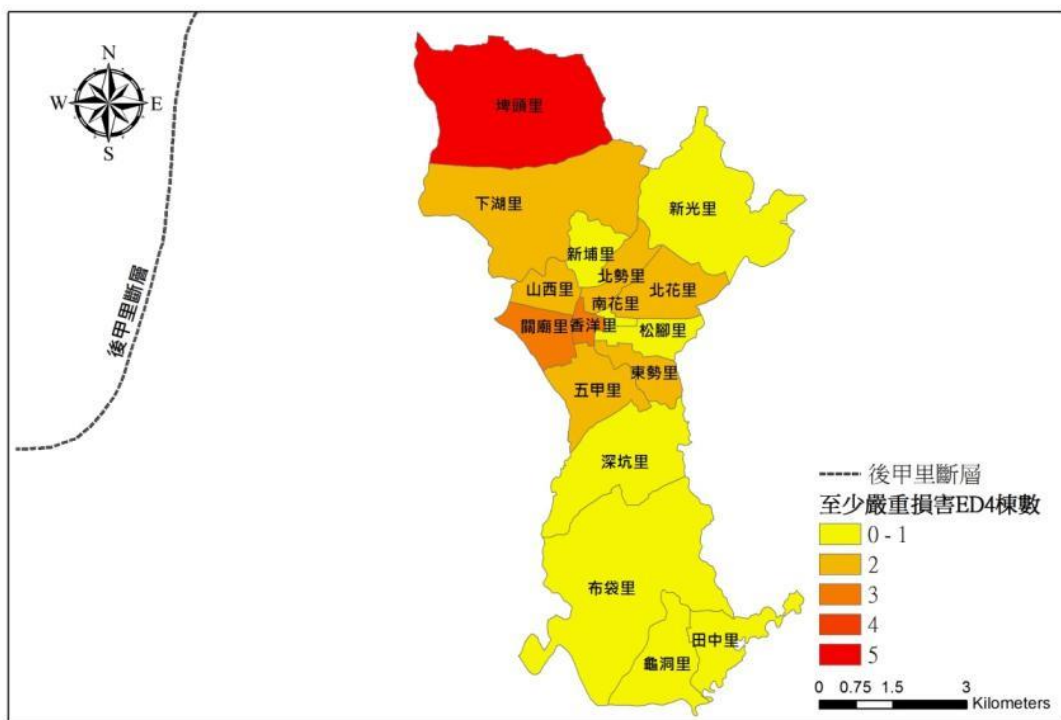 N
W E
S
後甲里斷層
埤頭里
下湖里
新光里
新埔里
北勢里
山西里
北花里
南花里
關廟里
香洋里
松腳里
東勢里
五甲里
深坑里
布袋里
田中里
龜洞里
後甲里斷層
至少嚴重損害ED4棟數
0 - 1
2
3
4
5
0 0.75 1.5 3
Kilometers